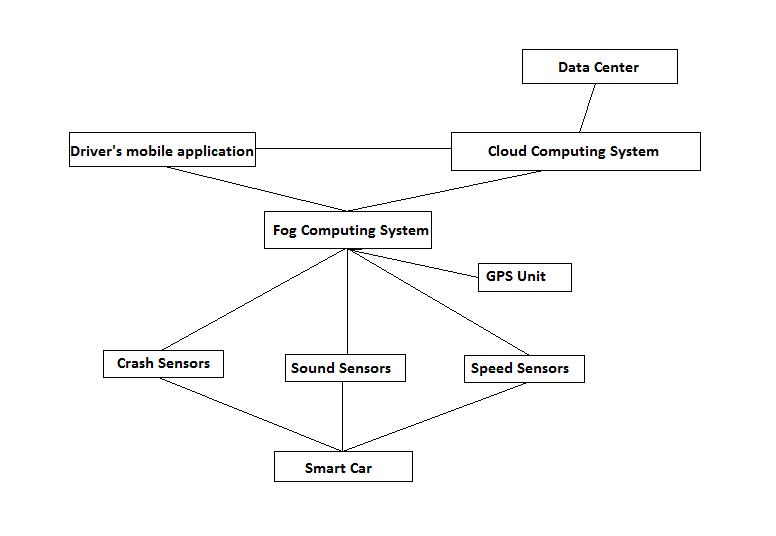 Data Center
Driver's mobile application
Cloud Computing System
Fog Computing System
GPS Unit
Crash Sensors
Sound Sensors
Speed Sensors
Smart Car